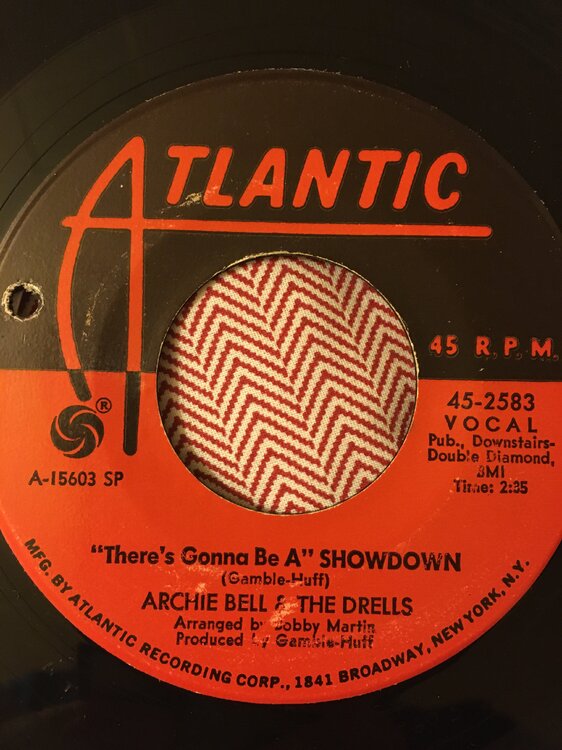 ATLANTIC
45 R.P.M.
®
45-2583
VOCAL
Pub., Downstairs-
Double Diamond,
BMI
Time: 2:35
A-15603 SP
"There's Gonna Be A" SHOWDOWN
(Gamble-Huff)
ARCHIE BELL & THE DRELLS
Arranged by Bobby Martin
Produced by Gamble-Huff
MFG. BY ATLANTIC RECORDING CORP., 1841 BROADWAY, NEW YORK, N.Y.